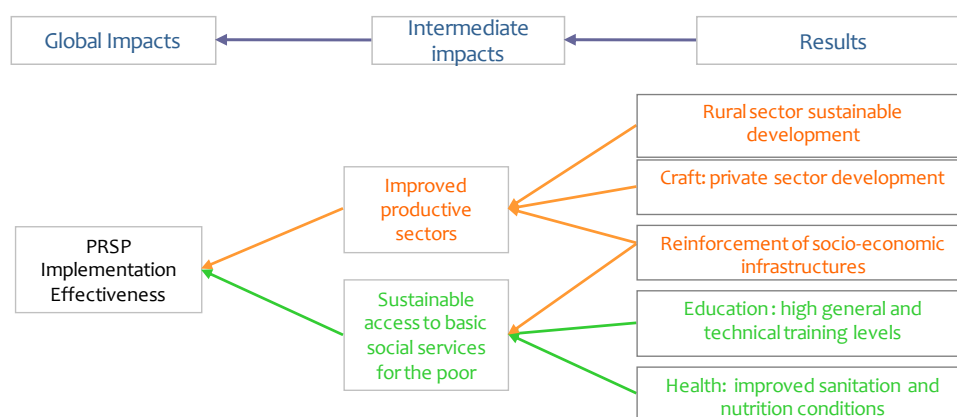 Global Impacts
Intermediate
impacts
Results
Rural sector sustainable
development
Craft: private sector development
Improved
productive
sectors
Reinforcement of socio-economic
infrastructures
PRSP
Implementation
Effectiveness
Sustainable
access to basic
social services
for the poor
Education : high general and
technical training levels
Health: improved sanitation and
nutrition conditions